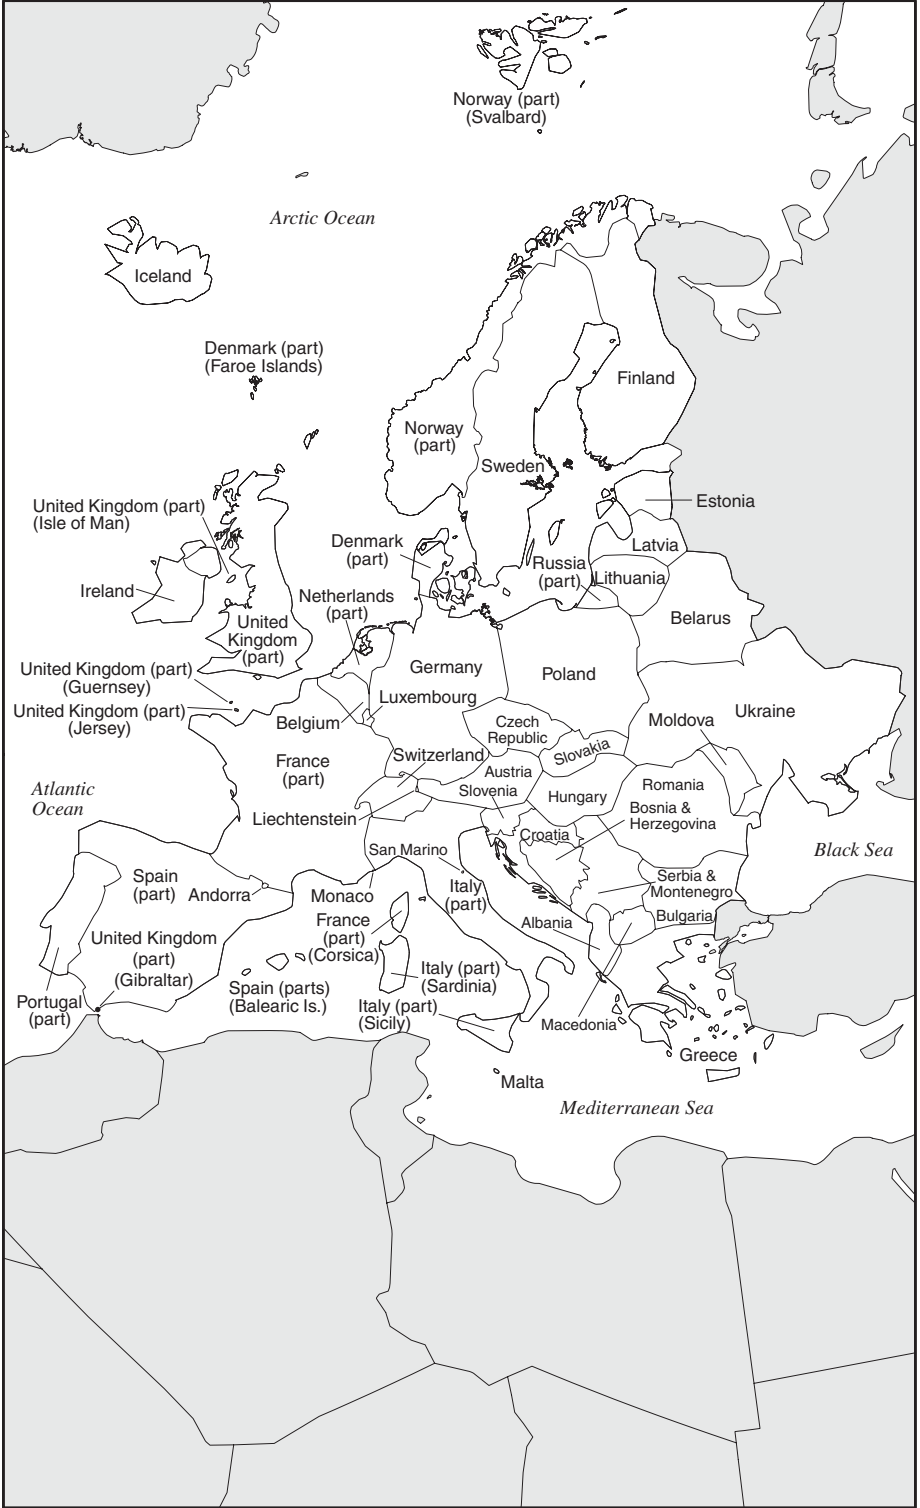 Norway (part)
(Svalbard)
Arctic Ocean
Iceland
Denmark (part)
(Faroe Islands)
Finland
Norway
(part)
Sweden
Estonia
United Kingdom (part)
(Isle of Man)
Denmark
(part)
Latvia
Russia
(part)
Lithuania
Ireland
Netherlands
(part)
Belarus
United
Kingdom
(part)
Germany
Poland
United Kingdom (part)
(Guernsey)
Luxembourg
United Kingdom (part)
(Jersey)
Belgium
Czech
Republic
Moldova
Ukraine
Slovakia
France
(part)
Switzerland
Austria
Slovenia
Hungary
Romania
Atlantic
Ocean
Liechtenstein
Bosnia &
Herzegovina
Croatia
San Marino
Black Sea
Spain
(part)
Andorra
Monaco
Italy
(part)
Serbia &
Montenegro
Albania
Bulgaria
France
(part)
(Corsica)
United Kingdom
(part)
(Gibraltar)
Spain (parts)
(Balearic Is.)
Italy (part)
(Sardinia)
Portugal
(part)
Italy (part)
(Sicily)
Macedonia
Greece
Malta
Mediterranean Sea